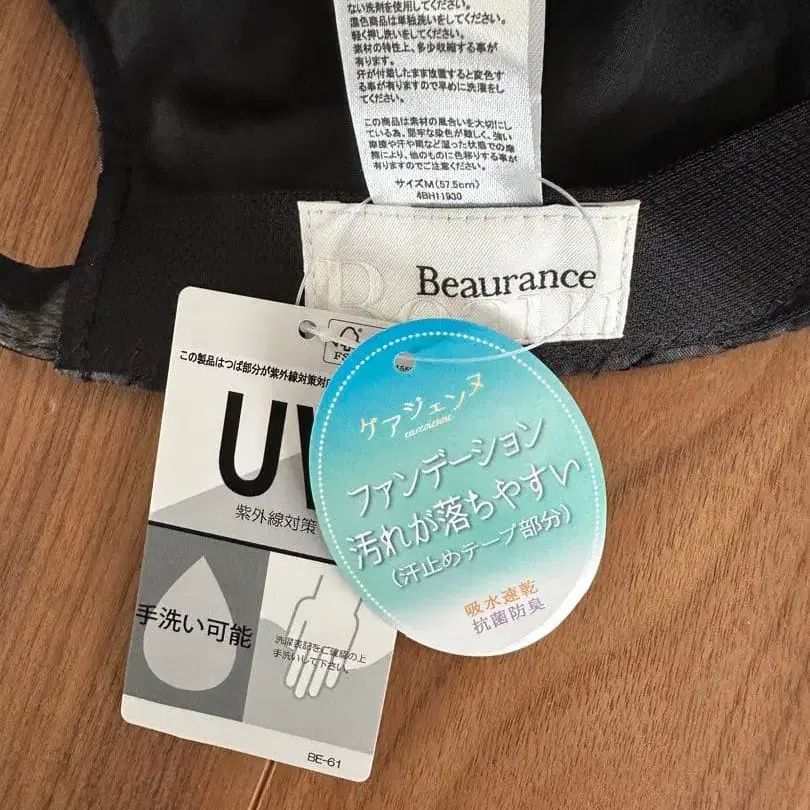 ない洗剤を使用してください。
濃色商品は単独洗いをしてください。
軽く押し洗いをしてください。
素材の特性上、多少収縮する事が
有ります。
汗が付着したまま放置すると変色す
る事が有りますので早めに洗濯をし
てください。
この商品は素材の風合いを大切にし
ている為、堅牢な染色が難しく、強い
摩擦や汗や雨など湿った状態での摩
擦により、他のものに色移りする事が
有りますのでご注意ください。
サイズM(57.5cm)
4BH11930
Beaurance
FS
この製品はつば部分が紫外線対策対応
UV
紫外線対策
手洗い可能
洗濯表記をご確認の上
手洗いして下さい。
BE-61
ケアジェンヌ
ファンデーション
汚れが落ちやすい
(汗止めテープ部分)
吸水速乾
抗菌防臭